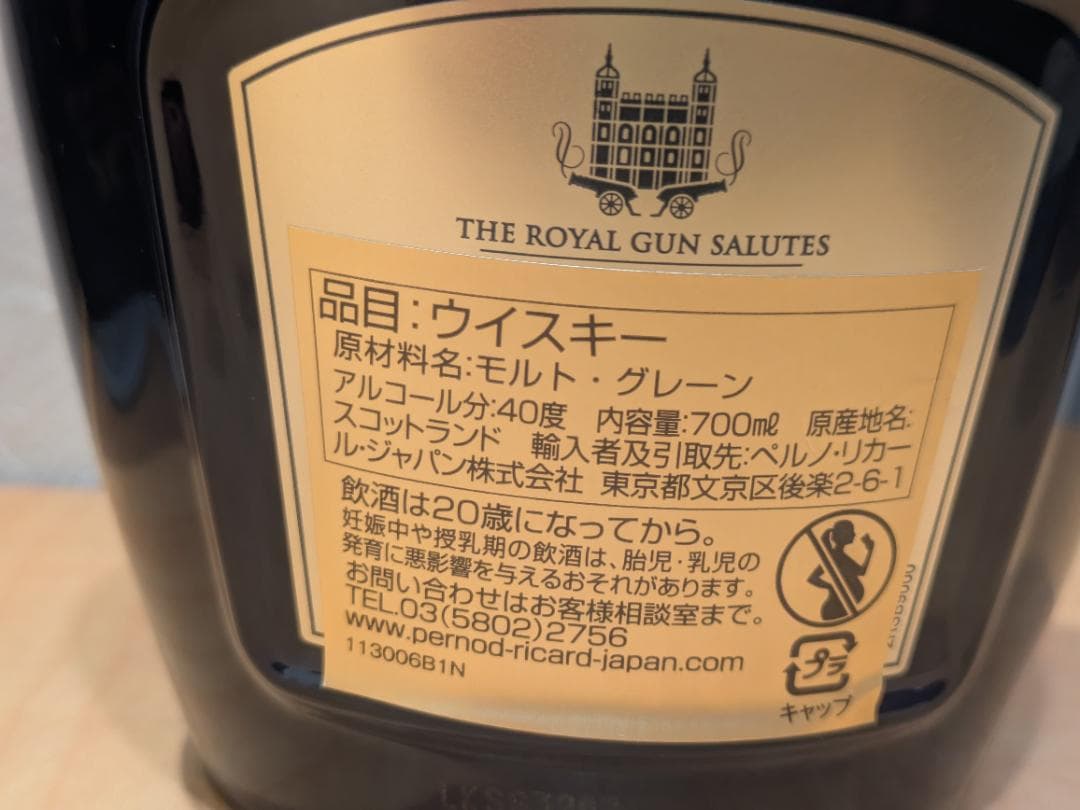 THE ROYAL GUN SALUTES
品目:ウイスキー
原材料名:モルト・グレーン
アルコール分:40度 内容量:700㎖ 原産地名:
スコットランド 輸入者及引取先:ペルノ・リカー
ル・ジャパン株式会社 東京都文京区後楽2-6-1
飲酒は20歳になってから。
妊娠中や授乳期の飲酒は、胎児・乳児の
発育に悪影響を与えるおそれがあります。
お問い合わせはお客様相談室まで。
TEL.03(5802)2756
www.pernod-ricard-japan.com
113006B1N
プラ
キャップ